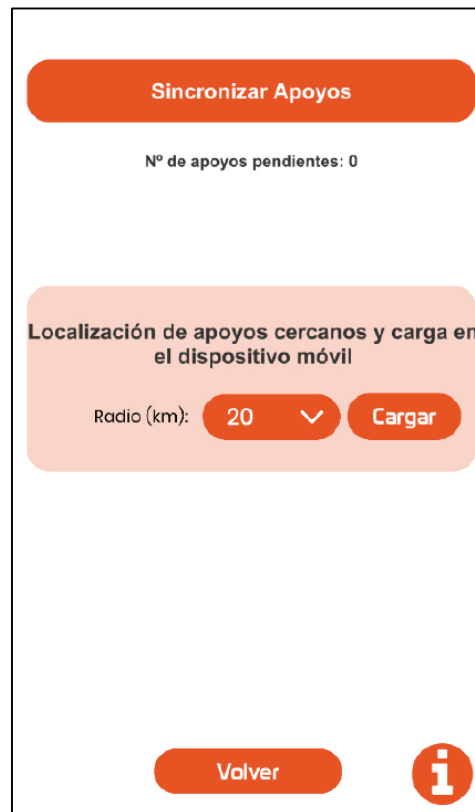 Sincronizar Apoyos
Nº de apoyos pendientes: 0
Localización de apoyos cercanos y carga en
el dispositivo móvil
Radio (km): 20 Cargar
Volver
i